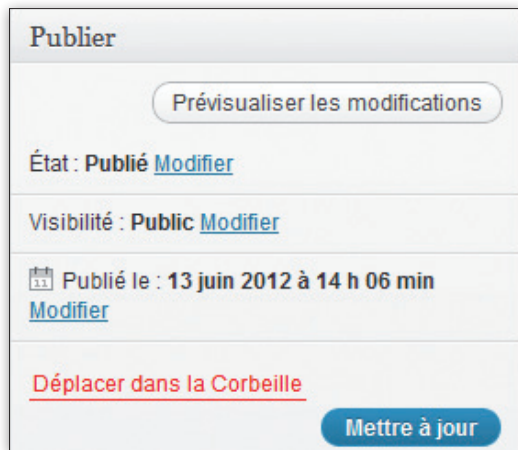 Publier
Prévisualiser les modifications
État : Publié Modifier
Visibilité : Public Modifier
11 Publié le : 13 juin 2012 à 14 h 06 min
Modifier
Déplacer dans la Corbeille
Mettre à jour